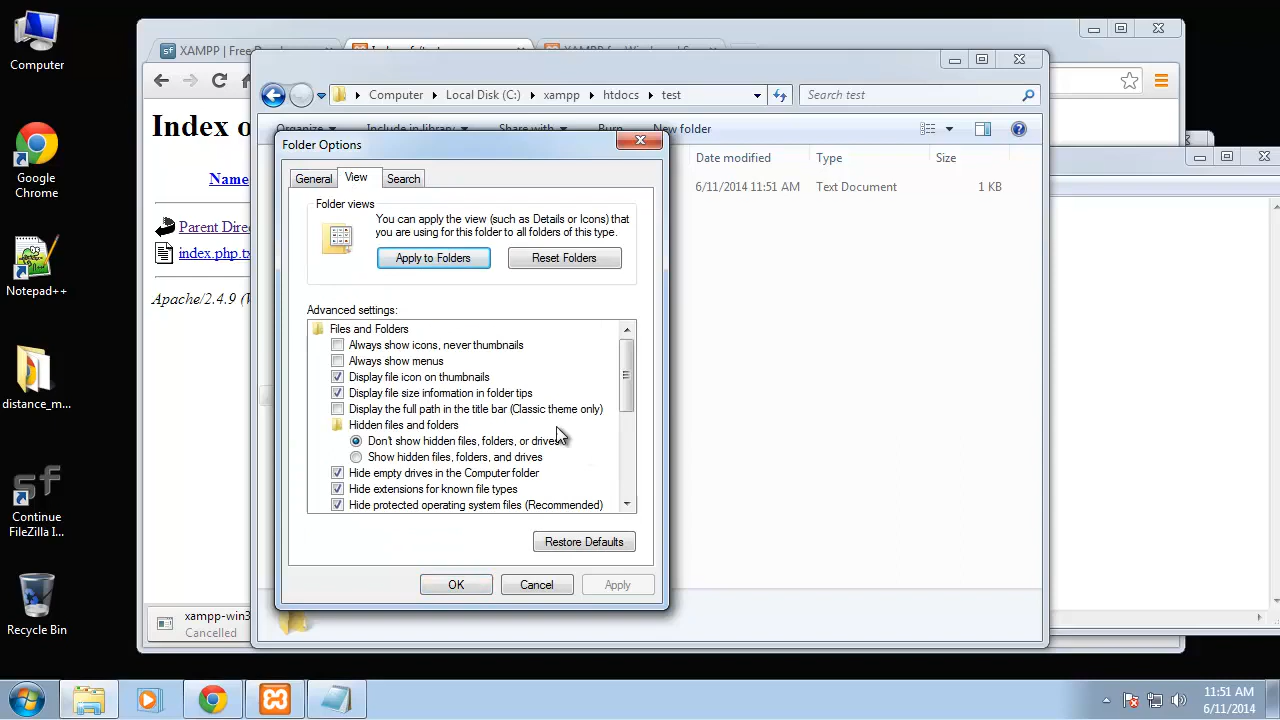 Computer
Google
Chrome
Notepad++
distance_m...
Continue
FileZilla I...
Recycle Bin
XAMPP | Free
Index o
Name
Parent Dire
index.php.tx
Apache/2.4.9 (W
xampp-win3
Cancelled
Computer
Local Disk (C:)
xampp
htdocs
test
Search test
Organize
Include in library
Share with
Burn
New folder
Date modified
Type
Size
6/11/2014 11:51 AM
Text Document
1 KB
Folder Options
General
View
Search
Folder views
You can apply the view (such as Details or Icons) that
you are using for this folder to all folders of this type.
Apply to Folders
Reset Folders
Advanced settings:
Files and Folders
Always show icons, never thumbnails
Always show menus
Display file icon on thumbnails
Display file size information in folder tips
Display the full path in the title bar (Classic theme only)
Hidden files and folders
Don't show hidden files, folders, or drives
Show hidden files, folders, and drives
Hide empty drives in the Computer folder
Hide extensions for known file types
Hide protected operating system files (Recommended)
Restore Defaults
OK
Cancel
Apply
11:51 AM
6/11/2014